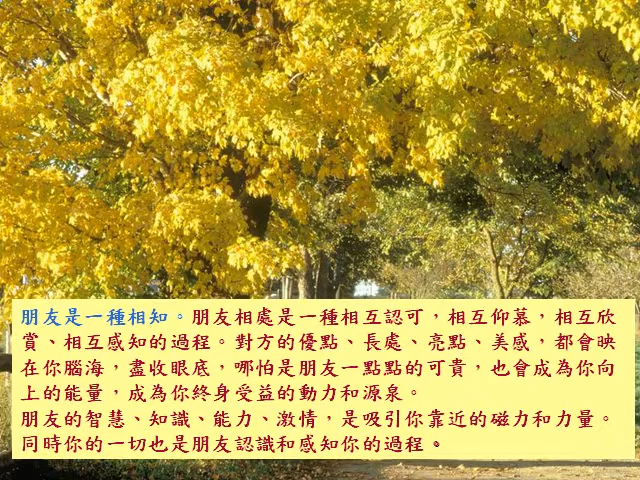 朋友是一種相知。朋友相處是一種相互認可，相互仰慕，相互欣
賞、相互感知的過程。對方的優點、長處、亮點、美感，都會映
在你腦海，盡收眼底，哪怕是朋友一點點的可貴，也會成為你向
上的能量，成為你終身受益的動力和源泉。
朋友的智慧、知識、能力、激情，是吸引你靠近的磁力和力量。
同時你的一切也是朋友認識和感知你的過程。